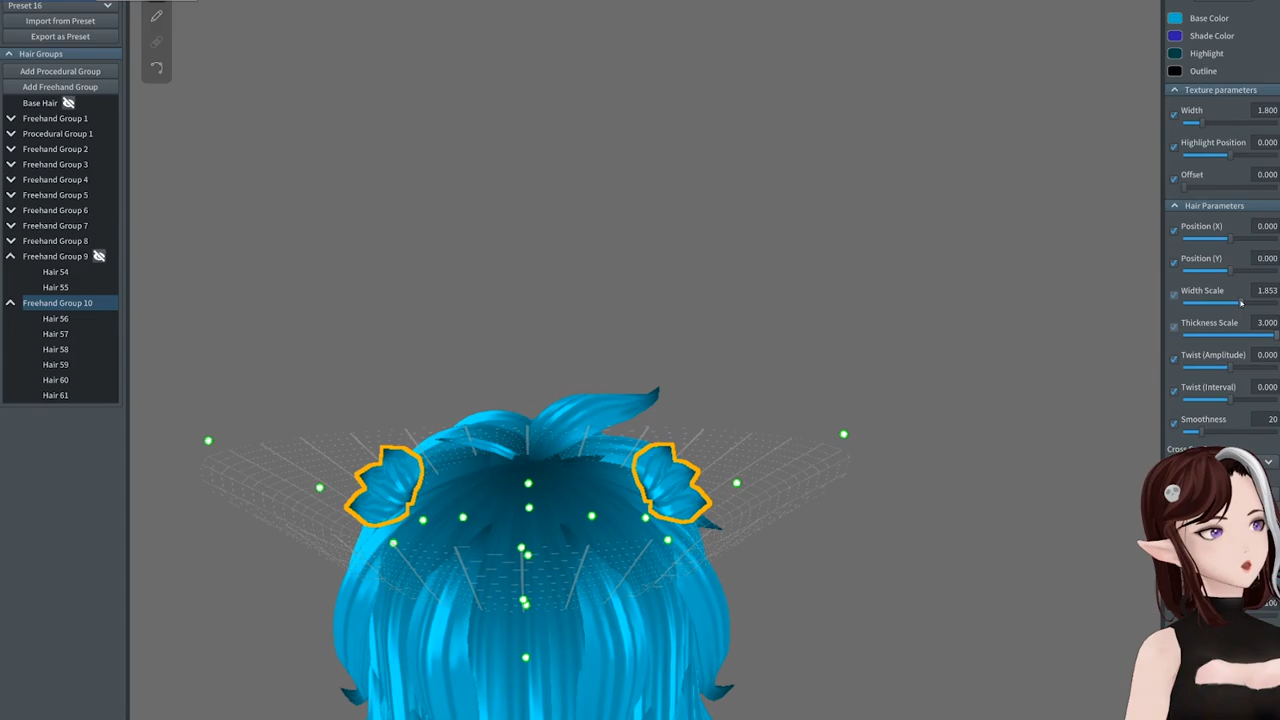 Preset 16
Import from Preset
Export as Preset
Hair Groups
Add Procedural Group
Add Freehand Group
Base Hair
Freehand Group 1
Procedural Group 1
Freehand Group 2
Freehand Group 3
Freehand Group 4
Freehand Group 5
Freehand Group 6
Freehand Group 7
Freehand Group 8
Freehand Group 9
Hair 54
Hair 55
Freehand Group 10
Hair 56
Hair 57
Hair 58
Hair 59
Hair 60
Hair 61
Base Color
Shade Color
Highlight
Outline
Texture parameters
Width 1.800
Highlight Position 0.000
Offset 0.000
Hair Parameters
Position (X) 0.000
Position (Y) 0.000
Width Scale 1.853
Thickness Scale 3.000
Twist (Amplitude) 0.000
Twist (Interval) 0.000
Smoothness 20